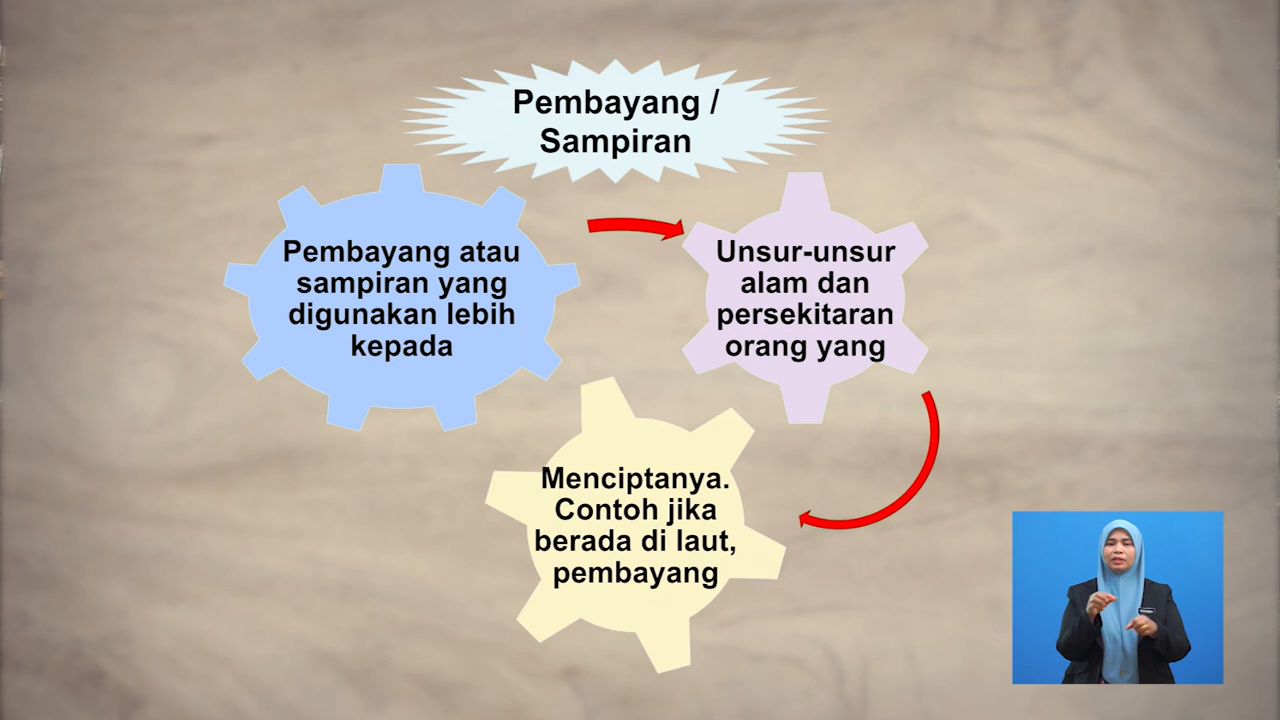 Pembayang /
Sampiran
Pembayang atau
sampiran yang
digunakan lebih
kepada
Unsur-unsur
alam dan
persekitaran
orang yang
Menciptanya.
Contoh jika
berada di laut,
pembayang